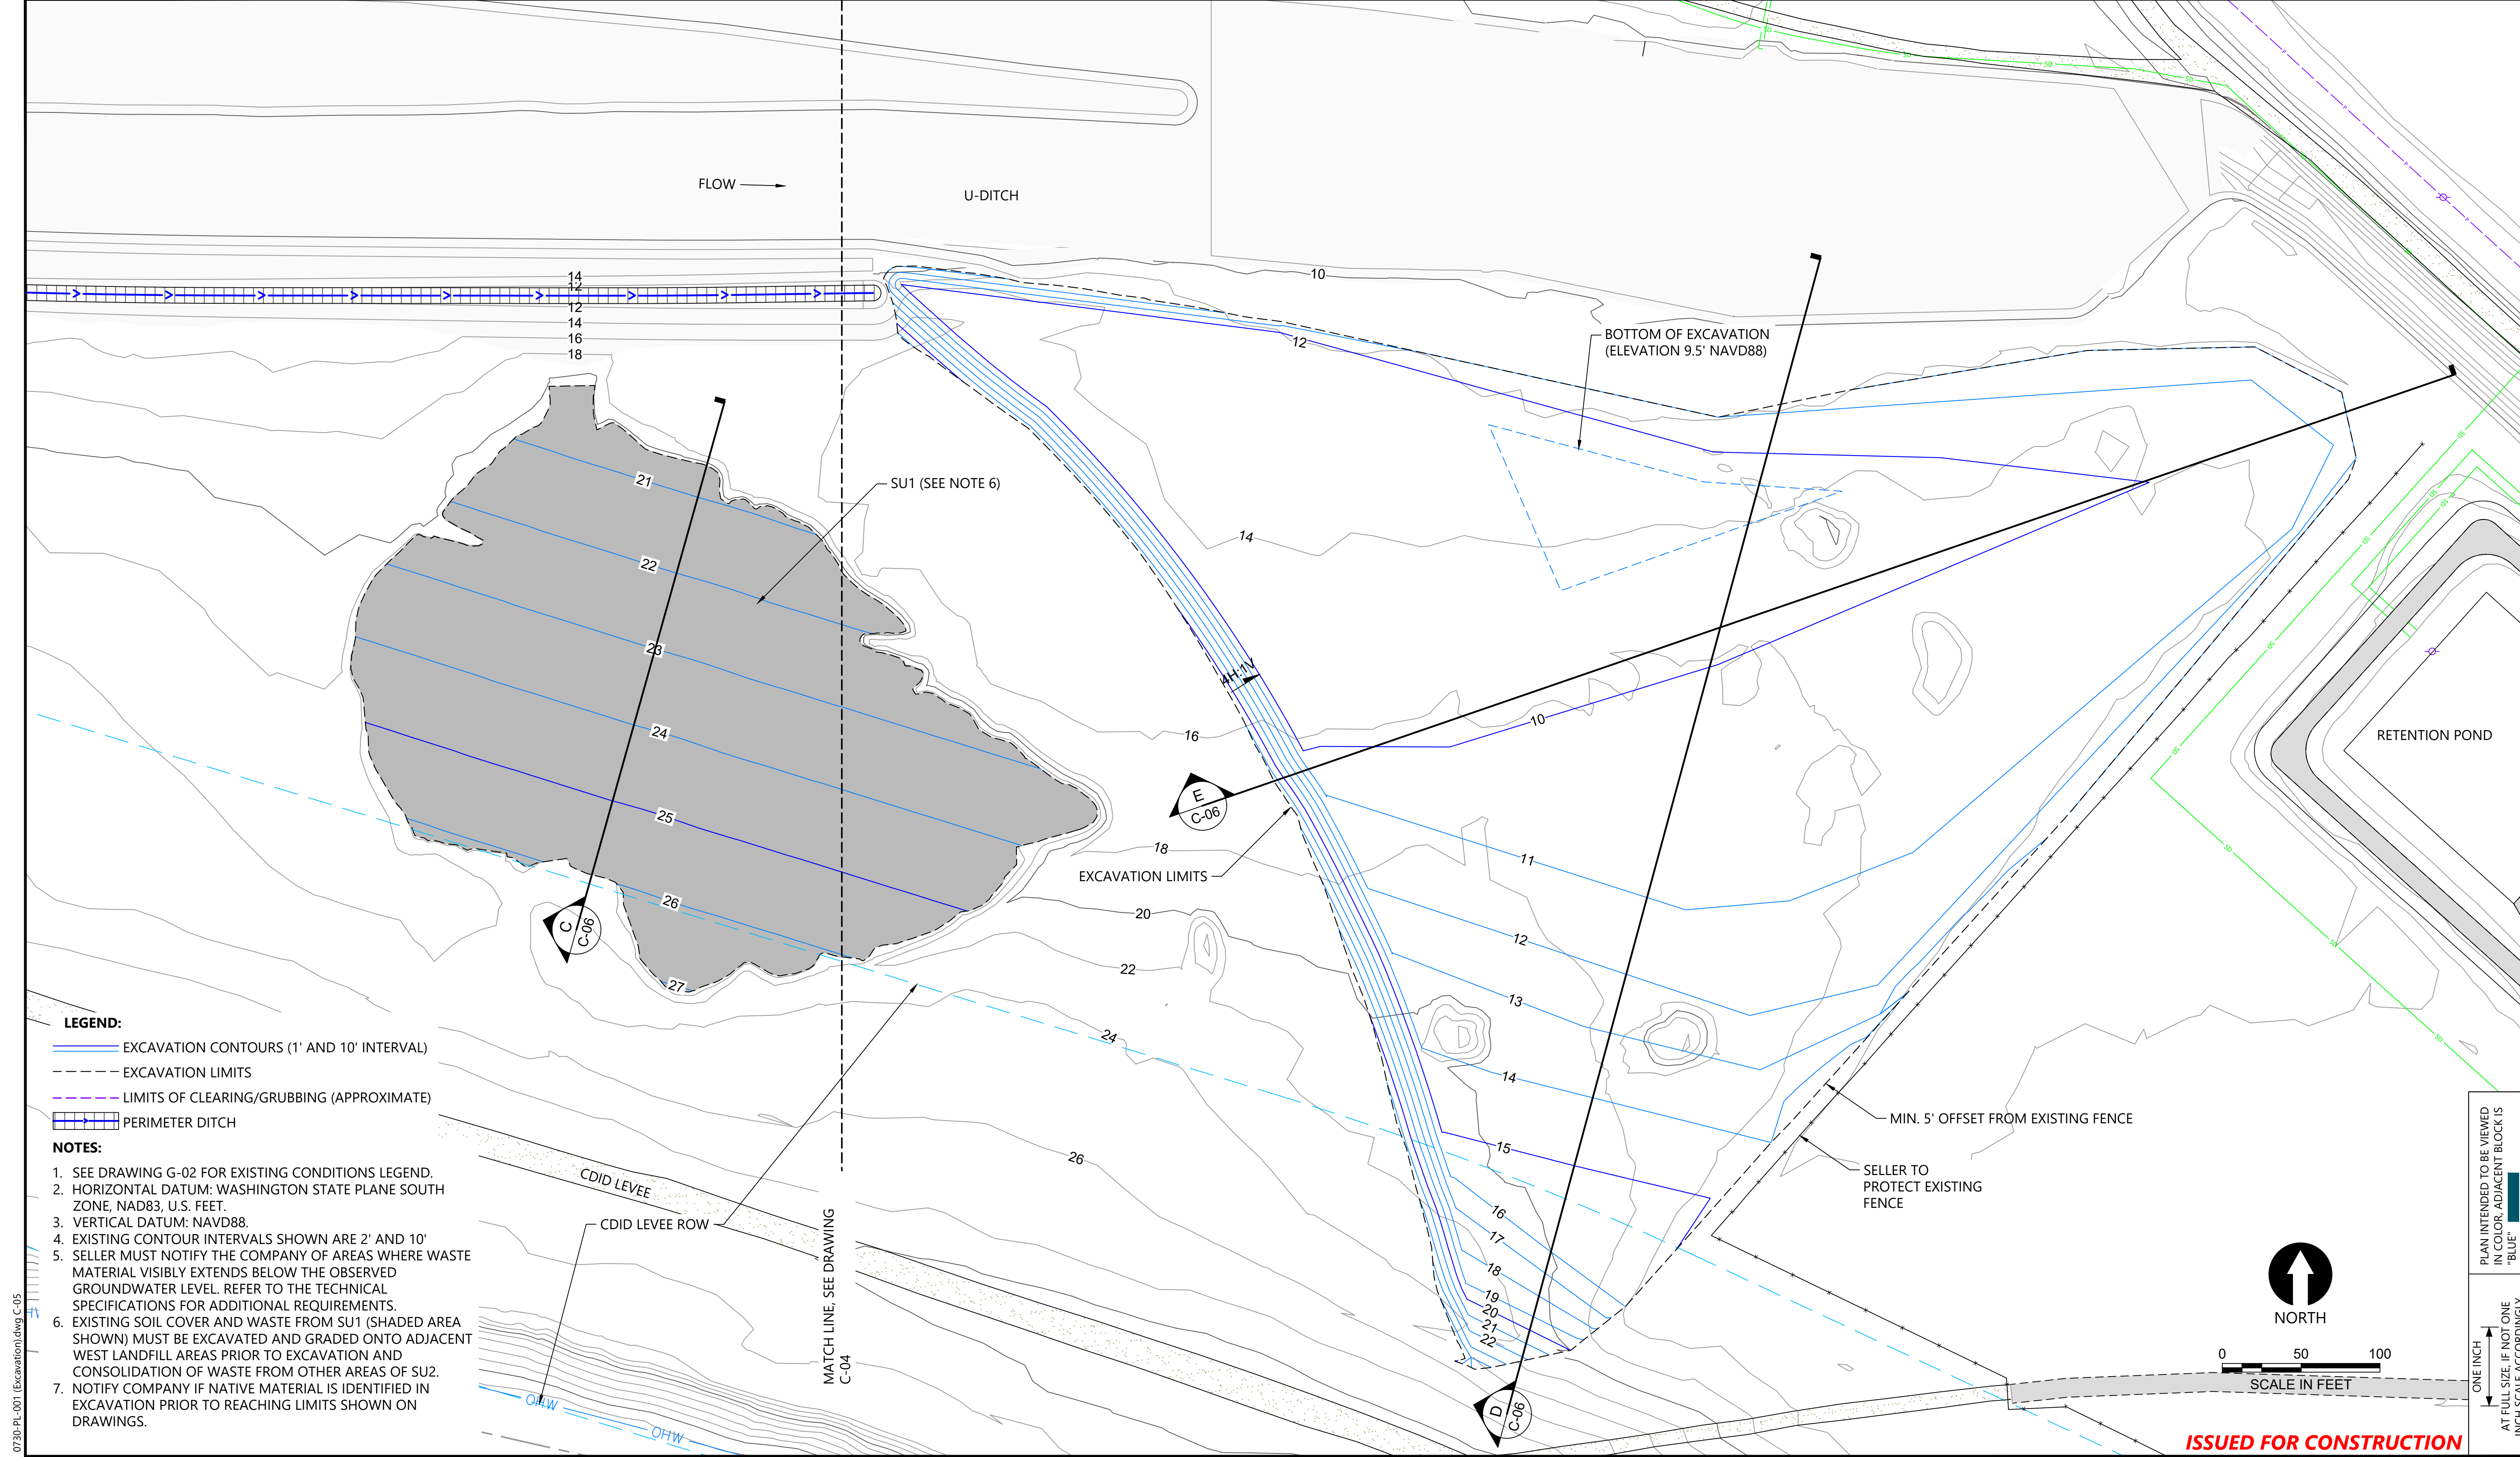 FLOW
U-DITCH
14
12
12
14
16
18
10
12
BOTTOM OF EXCAVATION
(ELEVATION 9.5' NAVD88)
21
SU1 (SEE NOTE 6)
22
14
23
4H:1V
24
16
10
RETENTION POND
E
C-06
25
18
11
EXCAVATION LIMITS
26
20
C
C-06
12
22
27
13
24
14
MIN. 5' OFFSET FROM EXISTING FENCE
15
26
SELLER TO
PROTECT EXISTING
FENCE
CDID LEVEE
CDID LEVEE ROW
16
17
18
19
20
21
22
D
C-06
MATCH LINE, SEE DRAWING
C-04
LEGEND:
EXCAVATION CONTOURS (1' AND 10' INTERVAL)
EXCAVATION LIMITS
LIMITS OF CLEARING/GRUBBING (APPROXIMATE)
PERIMETER DITCH
NOTES:
1. SEE DRAWING G-02 FOR EXISTING CONDITIONS LEGEND.
2. HORIZONTAL DATUM: WASHINGTON STATE PLANE SOUTH
ZONE, NAD83, U.S. FEET.
3. VERTICAL DATUM: NAVD88.
4. EXISTING CONTOUR INTERVALS SHOWN ARE 2' AND 10'
5. SELLER MUST NOTIFY THE COMPANY OF AREAS WHERE WASTE
MATERIAL VISIBLY EXTENDS BELOW THE OBSERVED
GROUNDWATER LEVEL. REFER TO THE TECHNICAL
SPECIFICATIONS FOR ADDITIONAL REQUIREMENTS.
6. EXISTING SOIL COVER AND WASTE FROM SU1 (SHADED AREA
SHOWN) MUST BE EXCAVATED AND GRADED ONTO ADJACENT
WEST LANDFILL AREAS PRIOR TO EXCAVATION AND
CONSOLIDATION OF WASTE FROM OTHER AREAS OF SU2.
7. NOTIFY COMPANY IF NATIVE MATERIAL IS IDENTIFIED IN
EXCAVATION PRIOR TO REACHING LIMITS SHOWN ON
DRAWINGS.
OHW
OHW
NORTH
0 50 100
SCALE IN FEET
ISSUED FOR CONSTRUCTION
PLAN INTENDED TO BE VIEWED
IN COLOR, ADJACENT BLOCK IS
"BLUE"
ONE INCH
AT FULL SIZE, IF NOT ONE
INCH SCALE ACCORDINGLY
0730-PL-001 (Excavation).dwg C-05